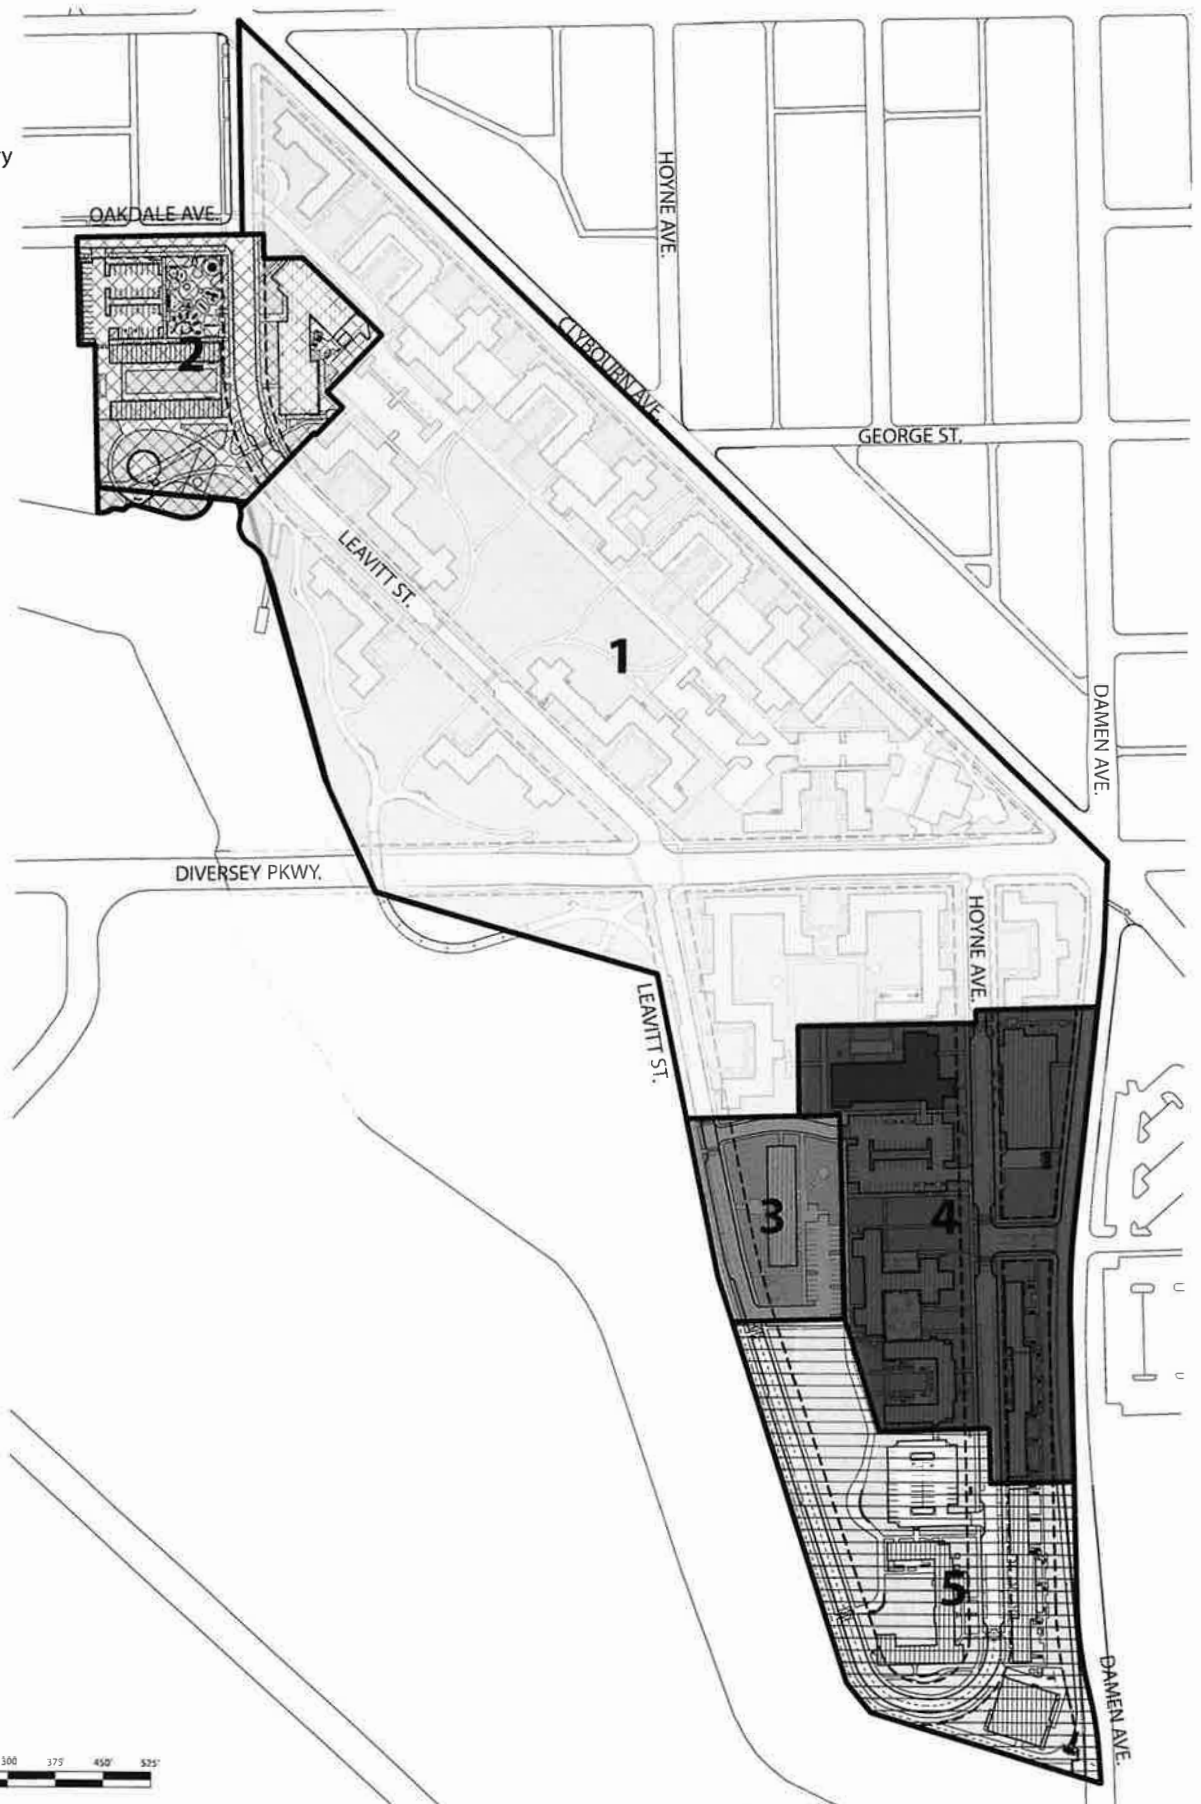 y
OAKDALE AVE.
HOYNE AVE.
CLYBOURN AVE.
2
GEORGE ST.
LEAVITT ST.
1
DAMEN AVE.
DIVERSEY PKWY.
HOYNE AVE.
LEAVITT ST.
3
4
5
DAMEN AVE.
300 375' 450' 525'